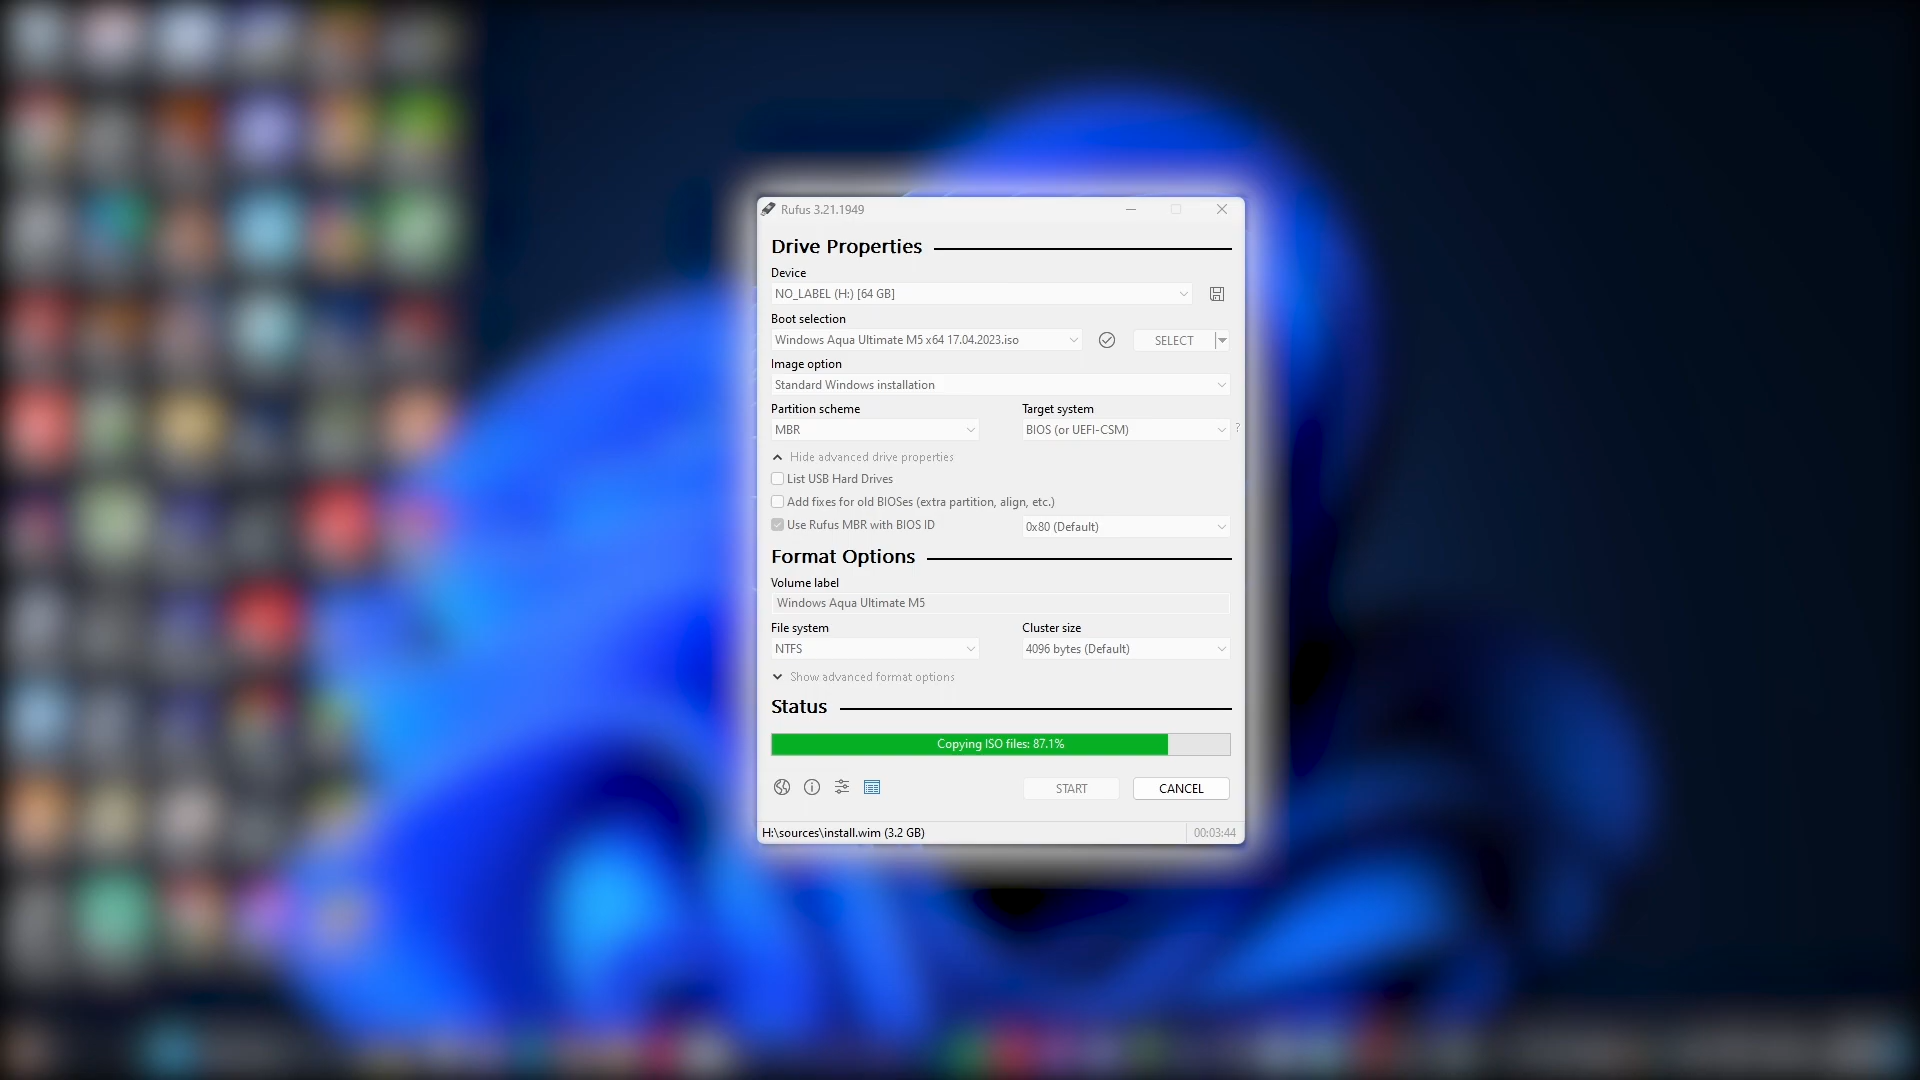 Rufus 3.21.1949
Drive Properties
Device
NO_LABEL (H:) [64 GB]
Boot selection
Windows Aqua Ultimate M5 x64 17.04.2023.iso
SELECT
Image option
Standard Windows installation
Partition scheme
Target system
MBR
BIOS (or UEFI-CSM)
?
Hide advanced drive properties
List USB Hard Drives
Add fixes for old BIOSes (extra partition, align, etc.)
Use Rufus MBR with BIOS ID
0x80 (Default)
Format Options
Volume label
Windows Aqua Ultimate M5
File system
Cluster size
NTFS
4096 bytes (Default)
Show advanced format options
Status
Copying ISO files: 87.1%
START
CANCEL
H:\sources\install.wim (3.2 GB)
00:03:44